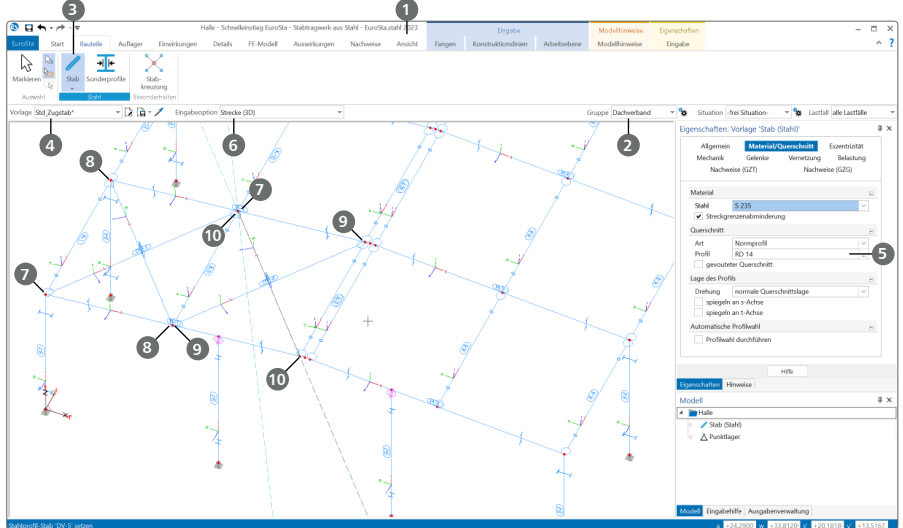 3
1
Halle - Schnelleinstieg EuroSta - Stabtragwerk aus Stahl - EuroSta.stahl 2023
Eingabe
Modellhinweise
Eigenschaften
EuroSta
Start
Bauteile
Auflager
Einwirkungen
Details
FE-Modell
Auswirkungen
Nachweise
Ansicht
Fangen
Konstruktionslinien
Arbeitsebene
Modellhinweise
Eingabe
Markieren
Stab
Sonderprofile
Stab-
kreuzung
Auswahl
Stahl
Besonderheiten
Vorlage Std_Zugstab*
Eingabeoption Strecke (3D)
Gruppe Dachverband
Situation -frei Situation-
Lastfall alle Lastfälle
4
6
2
Eigenschaften: Vorlage 'Stab (Stahl)'
Allgemein
Material/Querschnitt
Exzentrizität
Mechanik
Gelenke
Vernetzung
Belastung
Nachweise (GZT)
Nachweise (GZG)
Material
Stahl S 235
Streckgrenzenabminderung
Querschnitt
Art Normprofil
Profil RD 14
5
gevouteter Querschnitt
Lage des Profils
Drehung normale Querschnittslage
spiegeln an s-Achse
spiegeln an t-Achse
Automatische Profilwahl
Profilwahl durchführen
Hilfe
Eigenschaften
Hinweise
8
7
9
10
7
8
9
10
Modell
Halle
Stab (Stahl)
Punktlager
Modell
Eingabehilfe
Ausgabenverwaltung
Stahlprofil-Stab 'DV-5' setzen